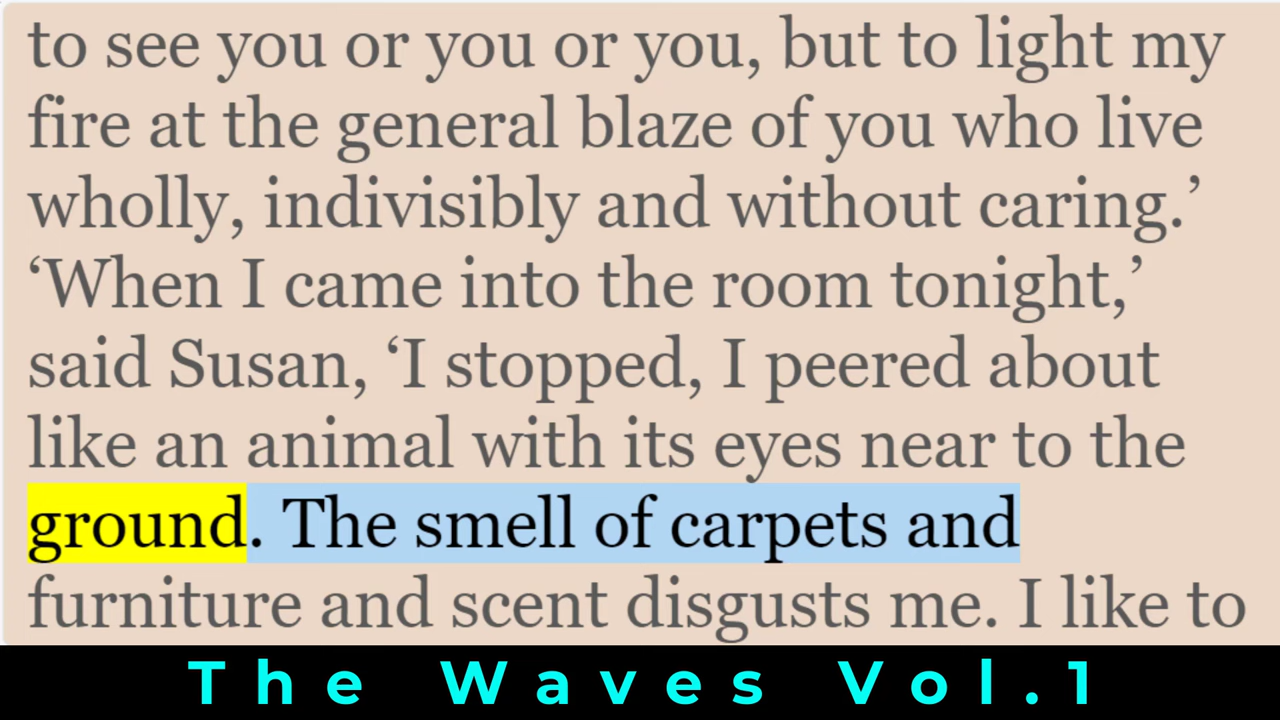 to see you or you or you, but to light my
fire at the general blaze of you who live
wholly, indivisibly and without caring.’
‘When I came into the room tonight,’
said Susan, ‘I stopped, I peered about
like an animal with its eyes near to the
ground. The smell of carpets and
furniture and scent disgusts me. I like to
The Waves Vol.1